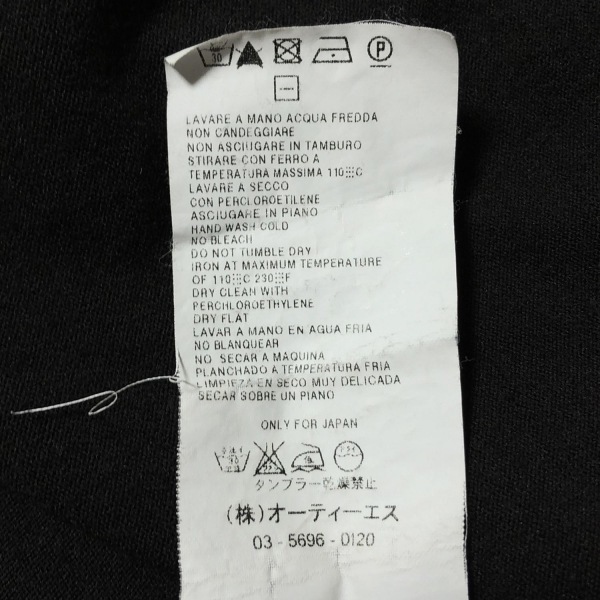 30
P
LAVARE A MANO ACQUA FREDDA
NON CANDEGGIARE
NON ASCIUGARE IN TAMBURO
STIRARE CON FERRO A
TEMPERATURA MASSIMA 110░C
LAVARE A SECCO
CON PERCLOROETILENE
ASCIUGARE IN PIANO
HAND WASH COLD
NO BLEACH
DO NOT TUMBLE DRY
IRON AT MAXIMUM TEMPERATURE
OF 110░C 230░F
DRY CLEAN WITH
PERCHLOROETHYLENE
DRY FLAT
LAVAR A MANO EN AGUA FRIA
NO BLANQUEAR
NO SECAR A MAQUINA
PLANCHADO A TEMPERATURA FRIA
LIMPIEZA EN SECO MUY DELICADA
SECAR SOBRE UN PIANO
ONLY FOR JAPAN
タンブラー乾燥禁止
(株)オーティーエス
03-5696-0120